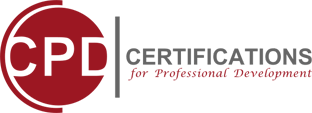 CPD
CERTIFICATIONS
for Professional Development